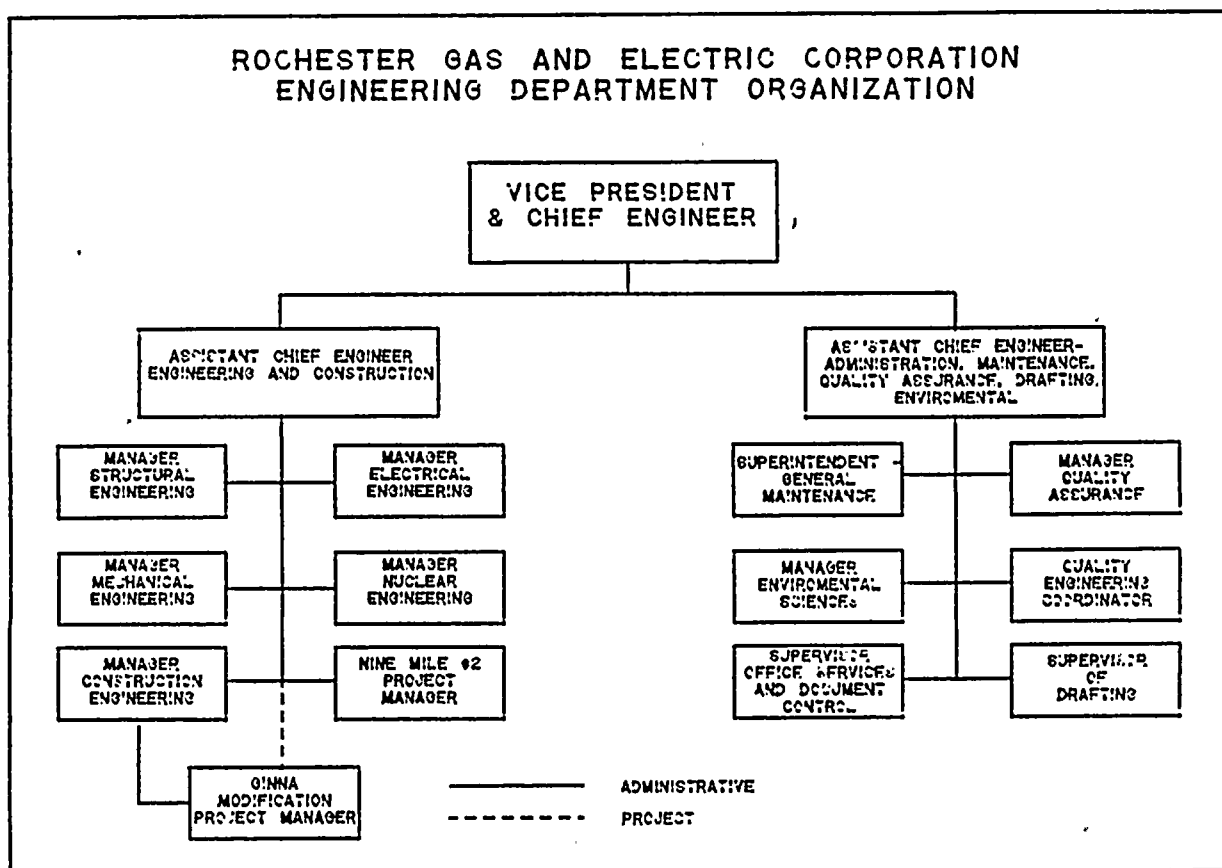 ROCHESTER GAS AND ELECTRIC CORPORATION
ENGINEERING DEPARTMENT ORGANIZATION
VICE PRESIDENT
& CHIEF ENGINEER
ASSISTANT CHIEF ENGINEER
ENGINEERING AND CONSTRUCTION
ASSISTANT CHIEF ENGINEER-
ADMINISTRATION, MAINTENANCE,
QUALITY ASSURANCE, DRAFTING,
ENVIROMENTAL
MANAGER
STRUCTURAL
ENGINEERING
MANAGER
ELECTRICAL
ENGINEERING
SUPERINTENDENT -
GENERAL
MAINTENANCE
MANAGER
QUALITY
ASSURANCE
MANAGER
MECHANICAL
ENGINEERING
MANAGER
NUCLEAR
ENGINEERING
MANAGER
ENVIROMENTAL
SCIENCES
QUALITY
ENGINEERING
COORDINATOR
MANAGER
CONSTRUCTION
ENGINEERING
NINE MILE #2
PROJECT
MANAGER
SUPERVISOR
OFFICE SERVICES
AND DOCUMENT
CONTROL
SUPERVISOR
OF
DRAFTING
GINNA
MODIFICATION
PROJECT MANAGER
ADMINISTRATIVE
PROJECT